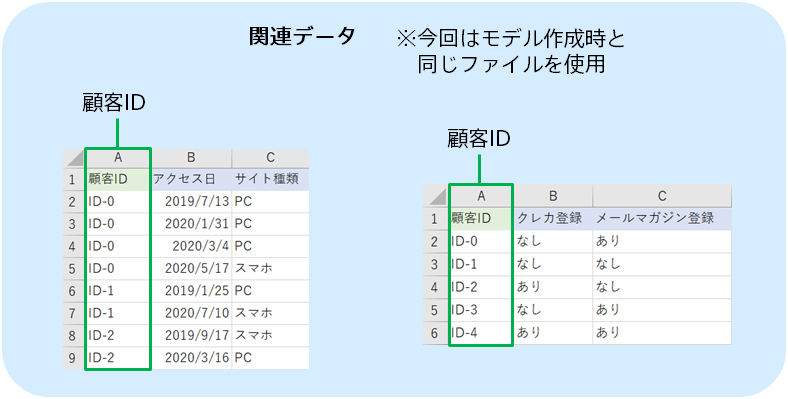 関連データ
※今回はモデル作成時と
同じファイルを使用
顧客ID
A B C
1 顧客ID アクセス日 サイト種類
2 ID-0 2019/7/13 PC
3 ID-0 2020/1/31 PC
4 ID-0 2020/3/4 PC
5 ID-0 2020/5/17 スマホ
6 ID-1 2019/1/25 PC
7 ID-1 2020/7/10 スマホ
8 ID-2 2019/9/17 スマホ
9 ID-2 2020/3/16 PC
顧客ID
A B C
1 顧客ID クレカ登録 メールマガジン登録
2 ID-0 なし あり
3 ID-1 なし なし
4 ID-2 あり なし
5 ID-3 なし あり
6 ID-4 あり あり